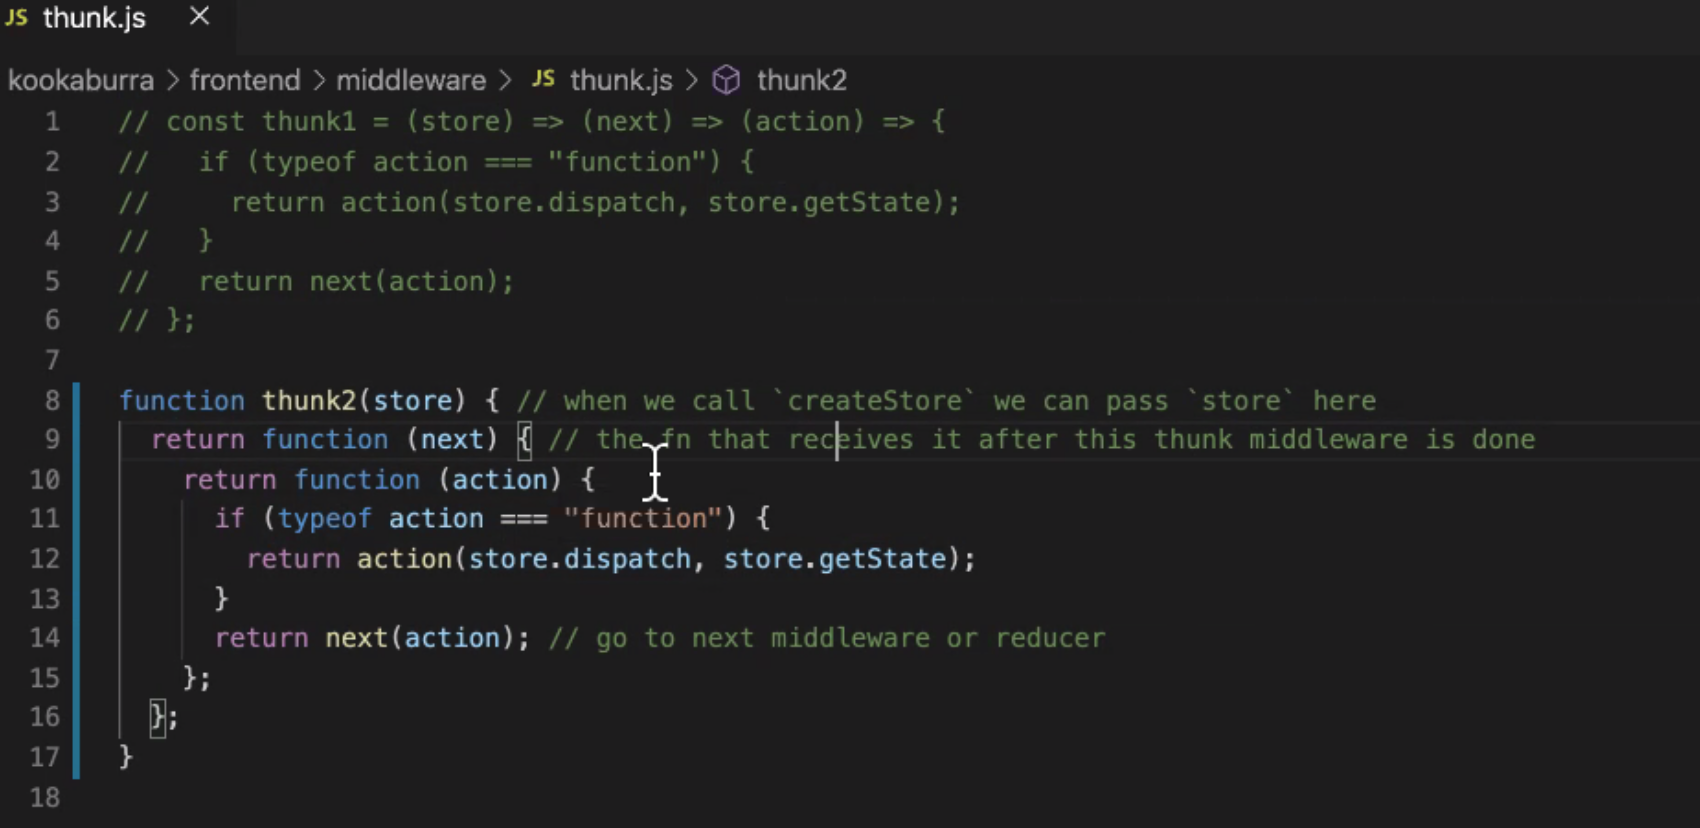 JS thunk.js ×
kookaburra > frontend > middleware > JS thunk.js > thunk2
1 // const thunk1 = (store) => (next) => (action) => {
2 //   if (typeof action === "function") {
3 //     return action(store.dispatch, store.getState);
4 //   }
5 //   return next(action);
6 // };
7
8 function thunk2(store) { // when we call `createStore` we can pass `store` here
9   return function (next) { // the fn that receives it after this thunk middleware is done
10     return function (action) {
11       if (typeof action === "function") {
12         return action(store.dispatch, store.getState);
13       }
14       return next(action); // go to next middleware or reducer
15     };
16   };
17 }
18